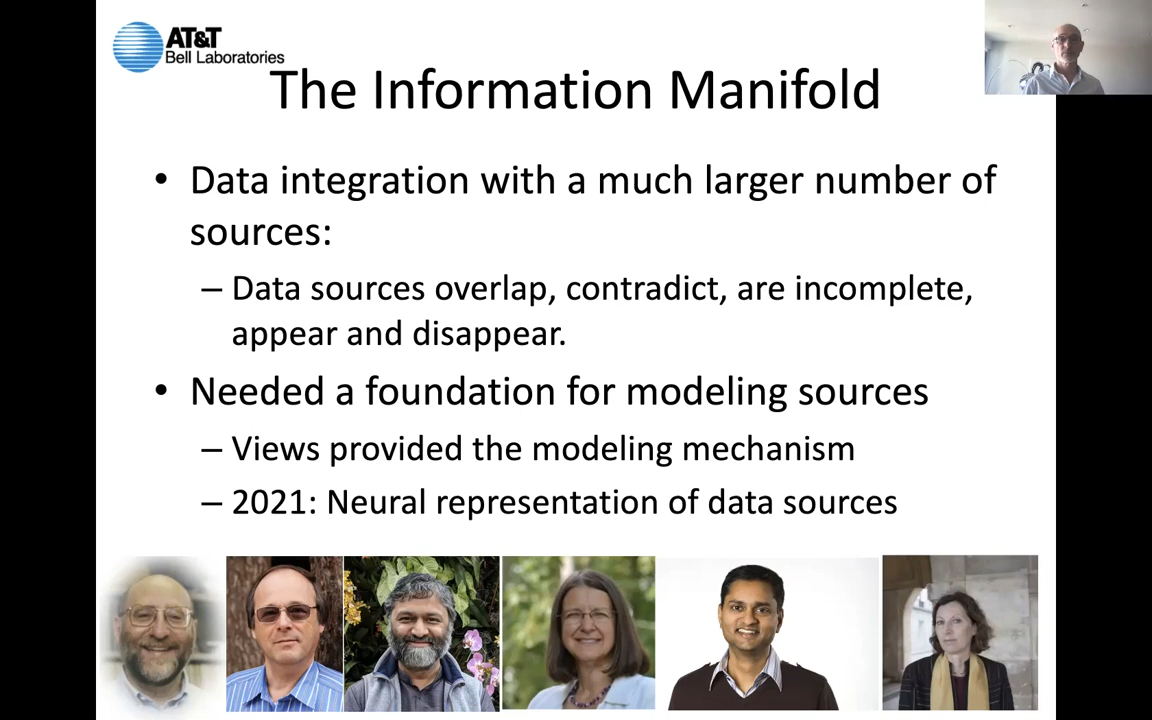 AT&T
Bell Laboratories
The Information Manifold
• Data integration with a much larger number of
sources:
– Data sources overlap, contradict, are incomplete,
appear and disappear.
• Needed a foundation for modeling sources
– Views provided the modeling mechanism
– 2021: Neural representation of data sources